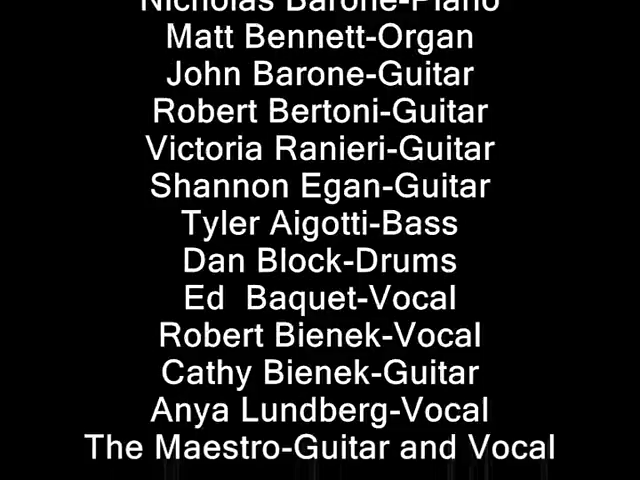 Nicholas Barone-Piano
Matt Bennett-Organ
John Barone-Guitar
Robert Bertoni-Guitar
Victoria Ranieri-Guitar
Shannon Egan-Guitar
Tyler Aigotti-Bass
Dan Block-Drums
Ed  Baquet-Vocal
Robert Bienek-Vocal
Cathy Bienek-Guitar
Anya Lundberg-Vocal
The Maestro-Guitar and Vocal